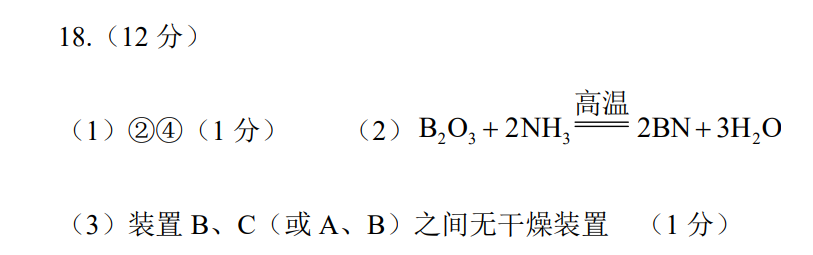 18.（12 分）
（1）②④（1 分） （2）B₂O₃ + 2NH₃ ══高温══ 2BN + 3H₂O
（3）装置 B、C（或 A、B）之间无干燥装置 （1 分）